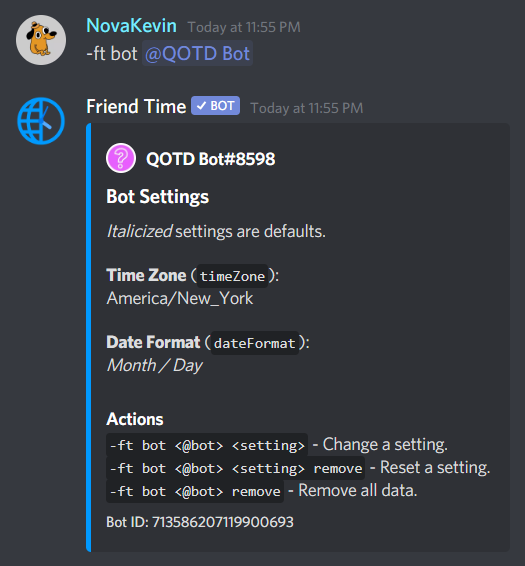 NovaKevin Today at 11:55 PM
-ft bot @QOTD Bot
Friend Time ✓ BOT Today at 11:55 PM
? QOTD Bot#8598
Bot Settings
Italicized settings are defaults.
Time Zone (timeZone):
America/New_York
Date Format (dateFormat):
Month / Day
Actions
-ft bot <@bot> <setting> - Change a setting.
-ft bot <@bot> <setting> remove - Reset a setting.
-ft bot <@bot> remove - Remove all data.
Bot ID: 713586207119900693